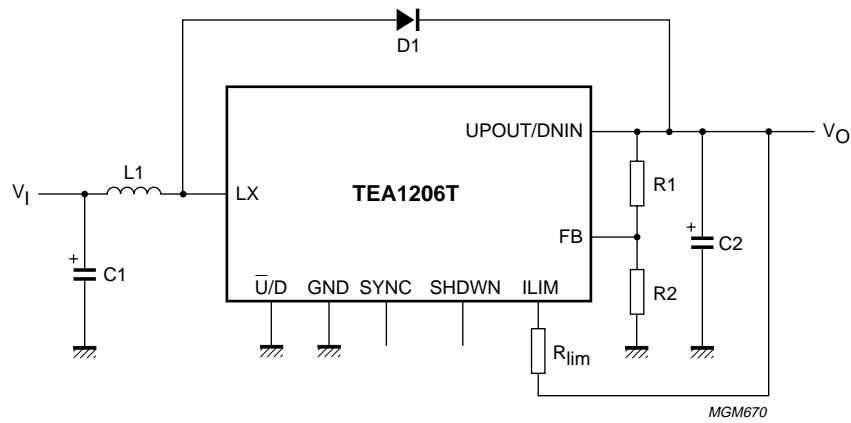 D1
UPOUT/DNIN
V_O
L1
V_I
LX
TEA1206T
R1
FB
C2
C1
U̅/D GND SYNC SHDWN ILIM
R2
R_lim
MGM670